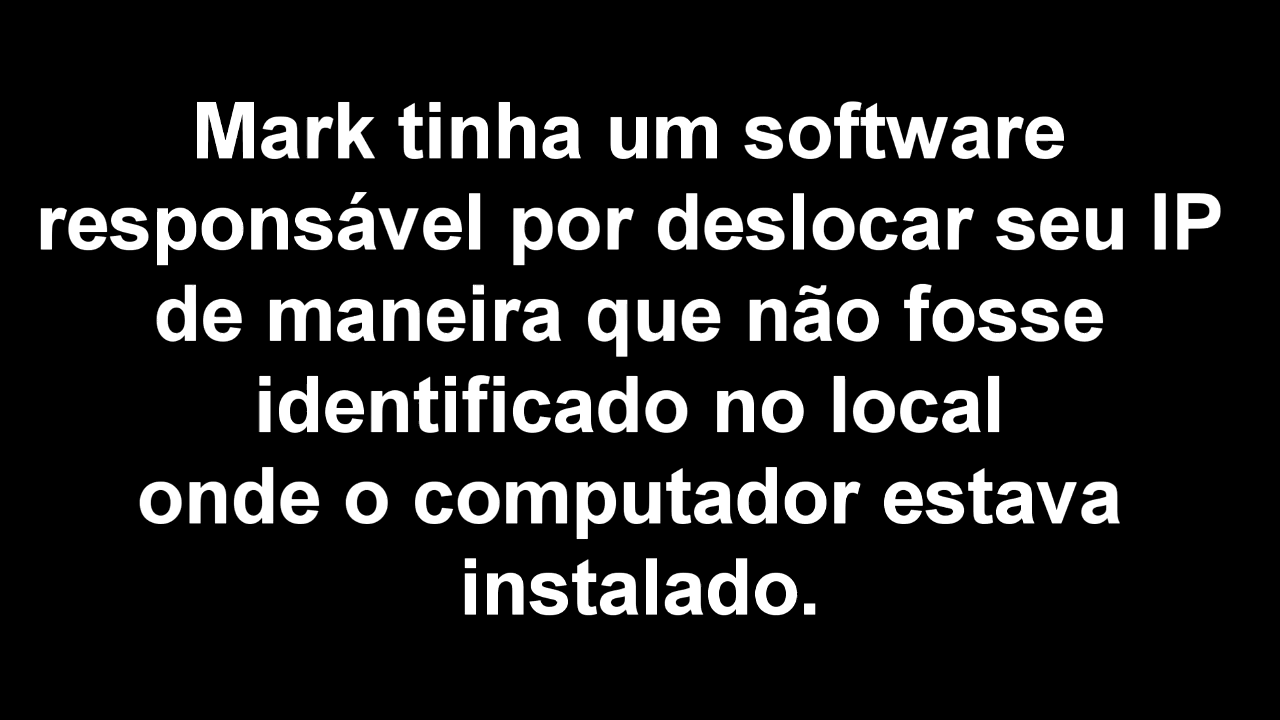 Mark tinha um software
responsável por deslocar seu IP
de maneira que não fosse
identificado no local
onde o computador estava
instalado.